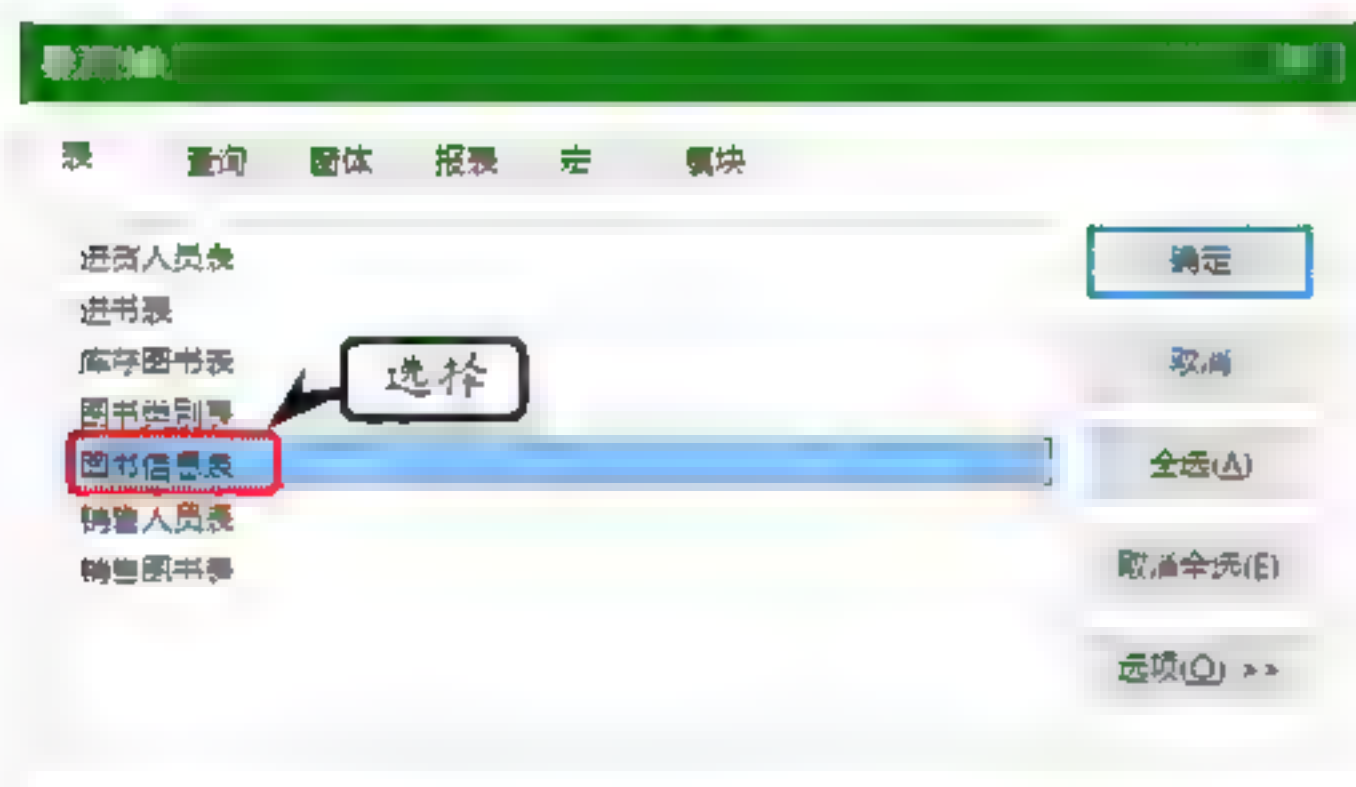 表 查询 窗体 报表 宏 模块
进货人员表
进书表
库存图书表
图书类别表
图书信息表
销售人员表
销售图书表
选择
确定
取消
全选(A)
取消全选(E)
选项(O) >>